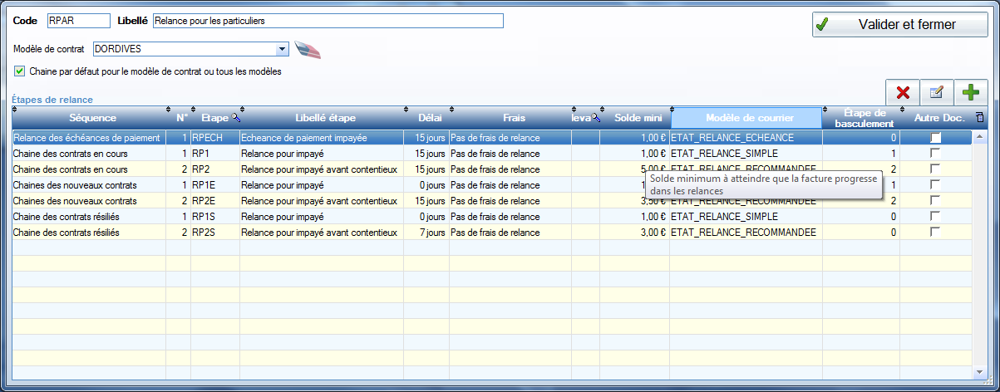 Code RPAR Libellé Relance pour les particuliers
Valider et fermer
Modèle de contrat DORDIVES
Chaine par défaut pour le modèle de contrat ou tous les modèles
Étapes de relance
Séquence N° Etape Libellé étape Délai Frais leva Solde mini Modèle de courrier Étape de basculement Autre Doc.
Relance des échéances de paiement 1 RPECH Echeance de paiement impayée 15 jours Pas de frais de relance 1,00 € ETAT_RELANCE_ECHEANCE 0
Chaine des contrats en cours 1 RP1 Relance pour impayé 15 jours Pas de frais de relance 1,00 € ETAT_RELANCE_SIMPLE 1
Chaine des contrats en cours 2 RP2 Relance pour impayé avant contentieux 15 jours Pas de frais de relance 5,00 € ETAT_RELANCE_RECOMMANDEE 2
Chaines des nouveaux contrats 1 RP1E Relance pour impayé 0 jours Pas de frais de relance 1
Solde minimum à atteindre que la facture progresse
dans les relances
Chaines des nouveaux contrats 2 RP2E Relance pour impayé avant contentieux 15 jours Pas de frais de relance 3,50 € ETAT_RELANCE_RECOMMANDEE 2
Chaine des contrats résiliés 1 RP1S Relance pour impayé 0 jours Pas de frais de relance 1,00 € ETAT_RELANCE_SIMPLE 0
Chaine des contrats résiliés 2 RP2S Relance pour impayé avant contentieux 7 jours Pas de frais de relance 3,00 € ETAT_RELANCE_RECOMMANDEE 0